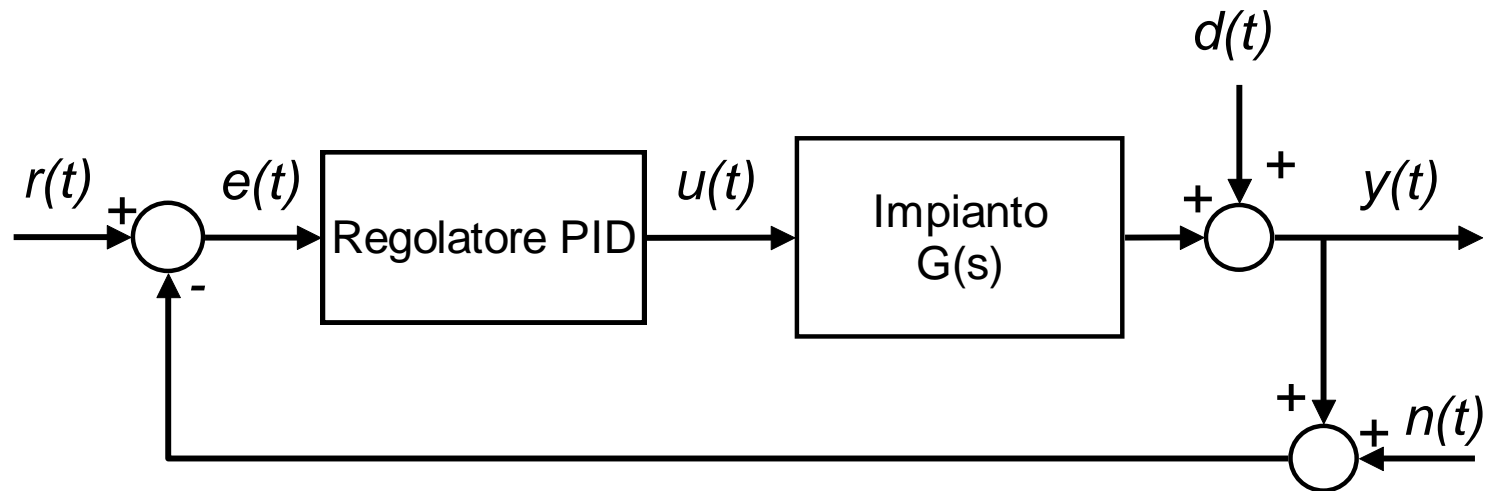 d(t)
r(t)
+
e(t)
Regolatore PID
u(t)
Impianto
G(s)
+
+
y(t)
-
+
+
n(t)